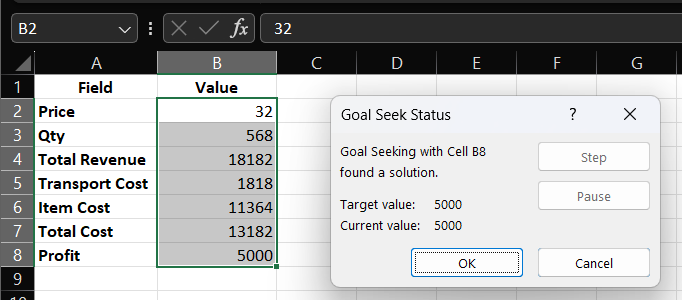 B2 fx 32
A B C D E F G
1 Field Value
2 Price 32
3 Qty 568
4 Total Revenue 18182
5 Transport Cost 1818
6 Item Cost 11364
7 Total Cost 13182
8 Profit 5000
9
Goal Seek Status ?
Goal Seeking with Cell B8
found a solution.
Step
Pause
Target value: 5000
Current value: 5000
OK Cancel